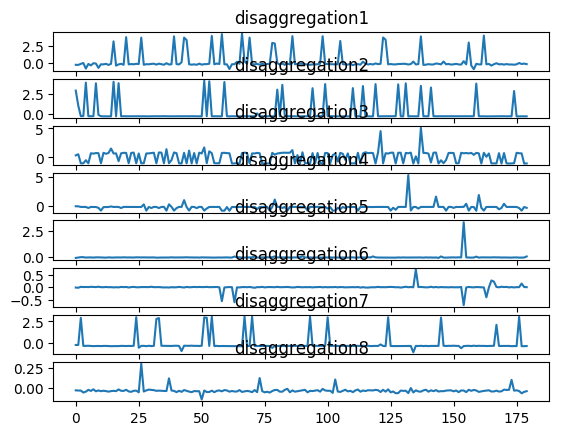 disaggregation1
2.5
0.0
disaggregation2
2.5
0.0
disaggregation3
5
0
disaggregation4
5
0
disaggregation5
2.5
0.0
disaggregation6
0.5
0.0
−0.5
disaggregation7
2.5
0.0
disaggregation8
0.25
0.00
0 25 50 75 100 125 150 175